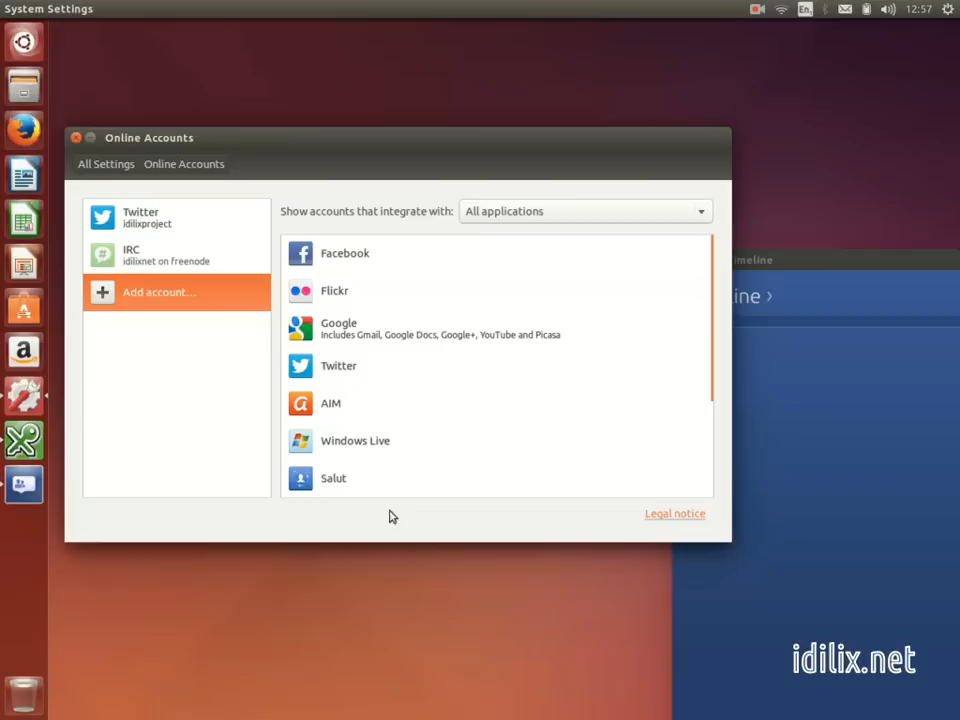 System Settings
En
12:57
Online Accounts
All Settings Online Accounts
Twitter
idilixproject
IRC
idilixnet on freenode
Add account...
Show accounts that integrate with: All applications
Facebook
Flickr
Google
Includes Gmail, Google Docs, Google+, YouTube and Picasa
Twitter
AIM
Windows Live
Salut
Legal notice
imeline
ine ›
idilix.net